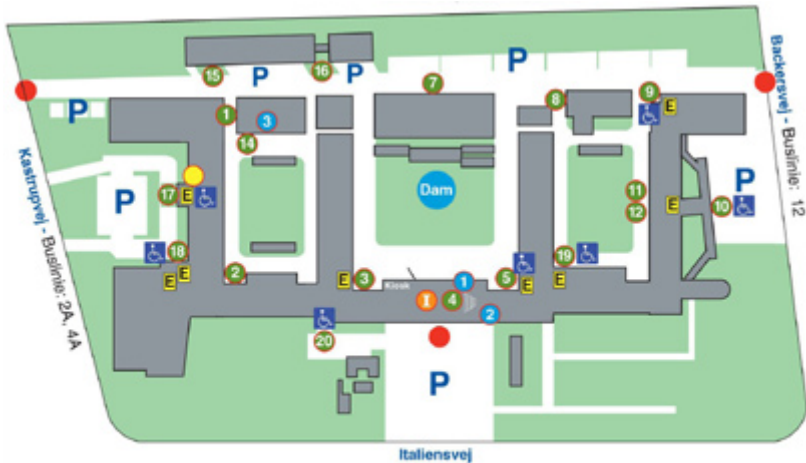 P
15
16
P
P
7
P
Backersvej - Buslinie: 12
Kastrupvej - Buslinie: 2A, 4A
P
1
3
14
8
9
E
P
17
E
Dam
11
12
E
10
P
18
E
E
2
E
3
Kiosk
1
5
E
19
E
I
4
2
20
P
Italiensvej